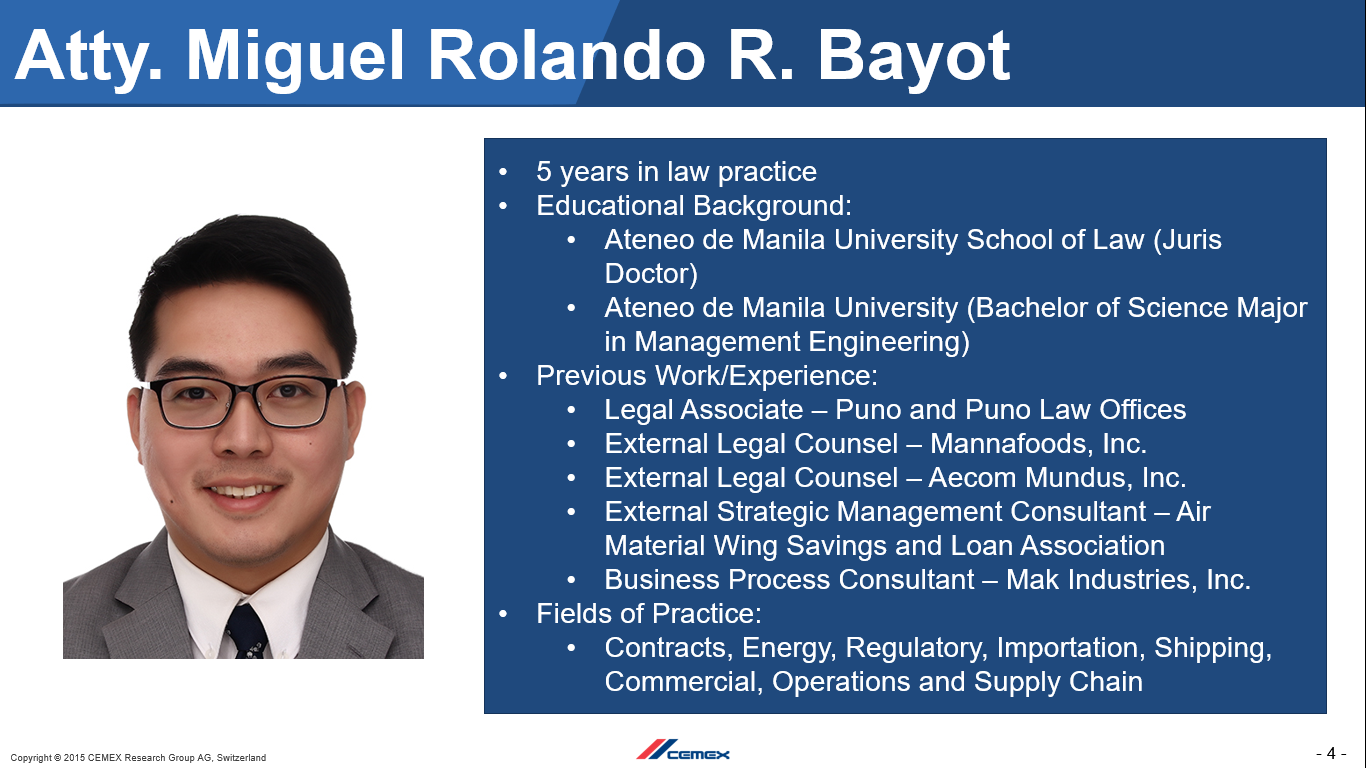 Atty. Miguel Rolando R. Bayot
• 5 years in law practice
• Educational Background:
• Ateneo de Manila University School of Law (Juris
Doctor)
• Ateneo de Manila University (Bachelor of Science Major
in Management Engineering)
• Previous Work/Experience:
• Legal Associate – Puno and Puno Law Offices
• External Legal Counsel – Mannafoods, Inc.
• External Legal Counsel – Aecom Mundus, Inc.
• External Strategic Management Consultant – Air
Material Wing Savings and Loan Association
• Business Process Consultant – Mak Industries, Inc.
• Fields of Practice:
• Contracts, Energy, Regulatory, Importation, Shipping,
Commercial, Operations and Supply Chain
Copyright © 2015 CEMEX Research Group AG, Switzerland
CEMEX
- 4 -